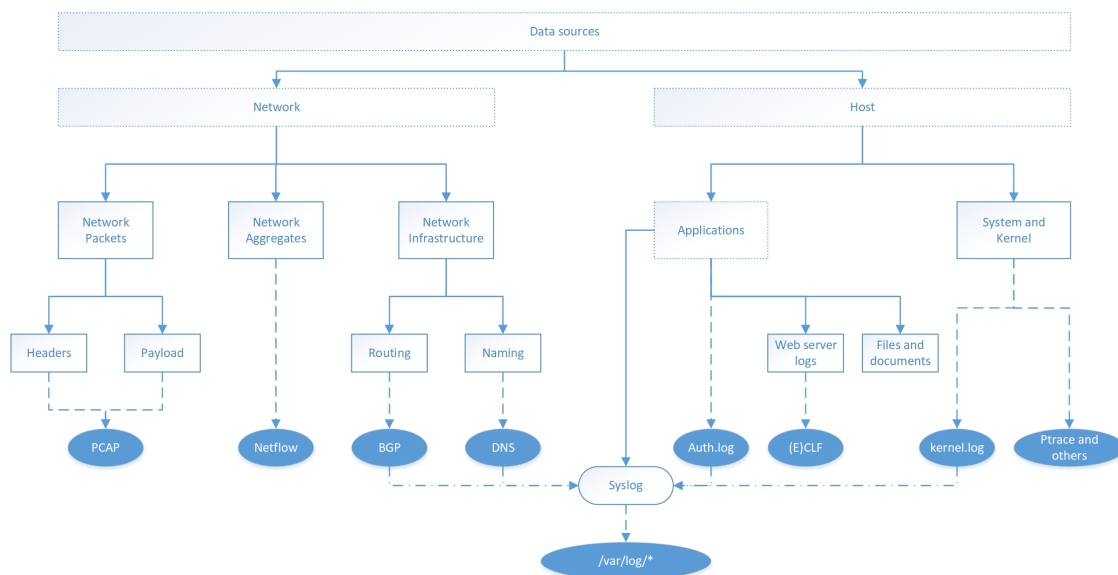 Data sources
Network
Host
Network
Packets
Network
Aggregates
Network
Infrastructure
Applications
System and
Kernel
Headers
Payload
Routing
Naming
Web server
logs
Files and
documents
PCAP
Netflow
BGP
DNS
Auth.log
(E)CLF
kernel.log
Ptrace and
others
Syslog
/var/log/*